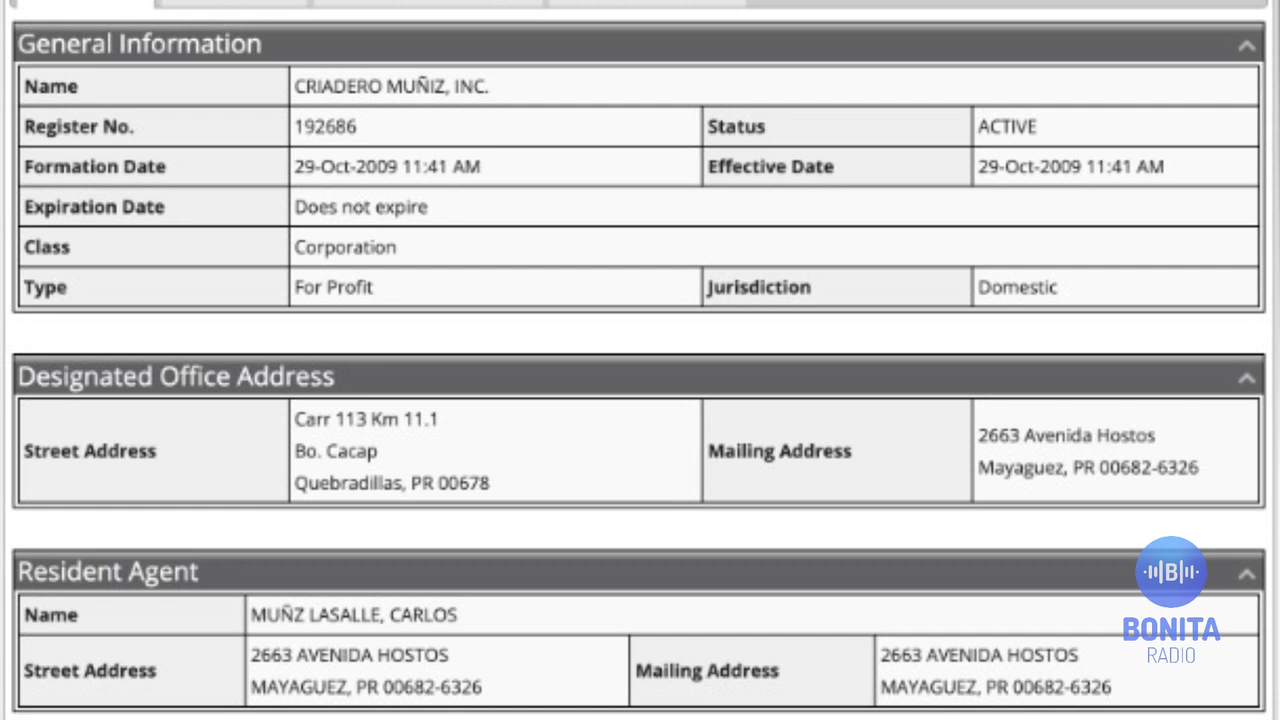 General Information
Name CRIADERO MUÑIZ, INC.
Register No. 192686 Status ACTIVE
Formation Date 29-Oct-2009 11:41 AM Effective Date 29-Oct-2009 11:41 AM
Expiration Date Does not expire
Class Corporation
Type For Profit Jurisdiction Domestic
Designated Office Address
Street Address
Carr 113 Km 11.1
Bo. Cacap
Quebradillas, PR 00678
Mailing Address
2663 Avenida Hostos
Mayaguez, PR 00682-6326
Resident Agent
Name MUÑZ LASALLE, CARLOS
Street Address
2663 AVENIDA HOSTOS
MAYAGUEZ, PR 00682-6326
Mailing Address
2663 AVENIDA HOSTOS
MAYAGUEZ, PR 00682-6326
B
BONITA
RADIO